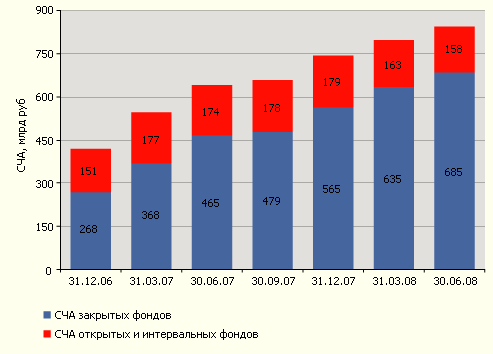 900
750
600
450
300
150
0
СЧА, млрд руб
151 177 174 178 179 163 158
268 368 465 479 565 635 685
31.12.06 31.03.07 30.06.07 30.09.07 31.12.07 31.03.08 30.06.08
СЧА закрытых фондов
СЧА открытых и интервальных фондов